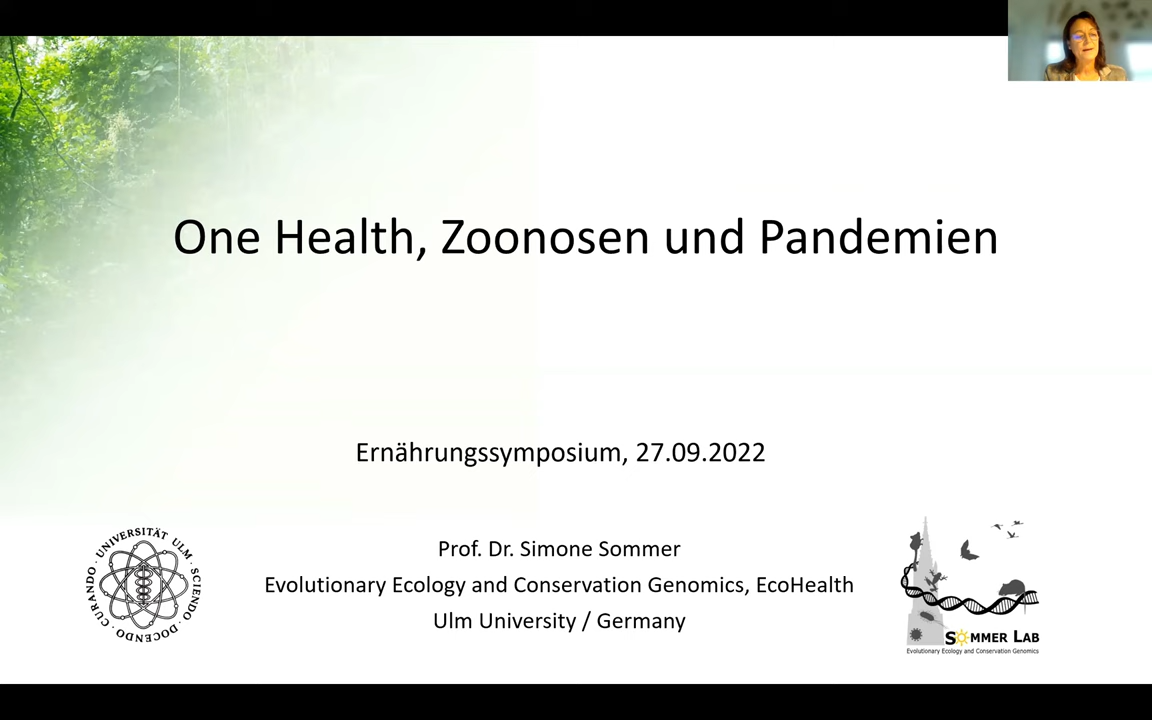 One Health, Zoonosen und Pandemien
Ernährungssymposium, 27.09.2022
Prof. Dr. Simone Sommer
Evolutionary Ecology and Conservation Genomics, EcoHealth
Ulm University / Germany
· UNIVERSITÄT ULM · SCIENDO · DOCENDO · CURANDO
SOMMER LAB
Evolutionary Ecology and Conservation Genomics